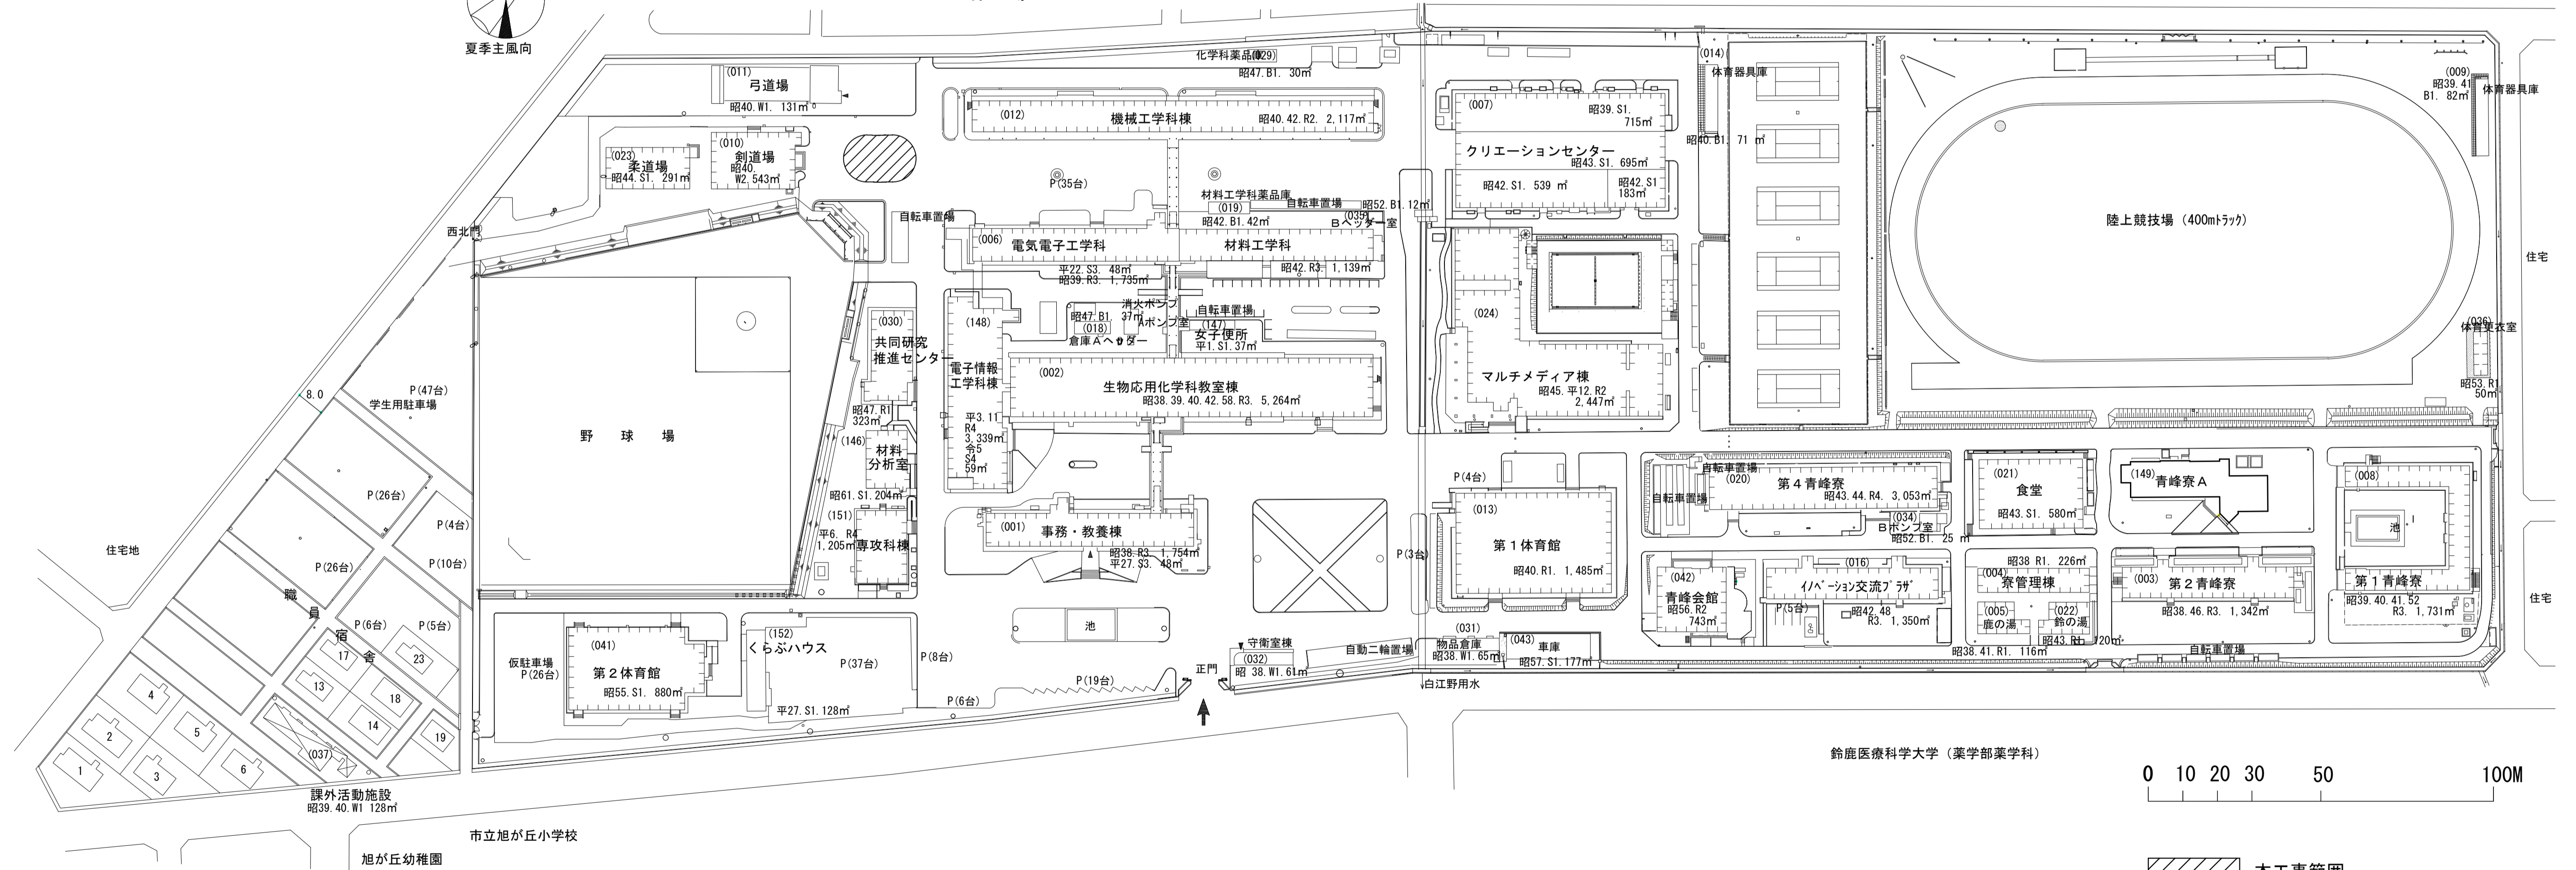 夏季主風向
(011)
弓道場
昭40.W1. 131㎡
(010)
剣道場
昭40.
W2.543㎡
(023)
柔道場
昭44.S1. 291㎡
西北門
化学科薬品庫
(029)
昭47.B1. 30㎡
(012)
機械工学科棟
昭40.42.R2. 2,117㎡
P(35台)
材料工学科薬品庫
(019)
昭42.B1.42㎡
自転車置場
昭52.B1.12㎡
(035)
Bヘッダー室
自転車置場
(006)
電気電子工学科
材料工学科
平22.S3. 48㎡
昭39.R3. 1,735㎡
昭42.R3. 1,139㎡
消火ポンプ
昭47.B1. 37㎡
(018)
Aポンプ室
倉庫Aヘッダー
自転車置場
(147)
女子便所
平1.S1.37㎡
(148)
電子情報
工学科棟
平3.11
R4
3,339㎡
令5
S4
59㎡
(002)
生物応用化学科教室棟
昭38.39.40.42.58.R3. 5,264㎡
(030)
共同研究
推進センター
昭47.R1
323㎡
(146)
材料
分析室
昭61.S1.204㎡
(151)
平6. R4
1,205㎡
専攻科棟
(001)
事務・教養棟
昭38.R3. 1,754㎡
平27.S3. 48㎡
池
野 球 場
8.0
P(47台)
学生用駐車場
P(26台)
P(4台)
P(26台)
P(10台)
P(6台)
P(5台)
住宅地
職
員
宿
舎
17
23
13
18
14
19
4
2
5
1
3
6
(037)
課外活動施設
昭39.40.W1 128㎡
仮駐車場
P(26台)
(041)
第2体育館
昭55.S1. 880㎡
(152)
くらぶハウス
P(37台)
平27.S1.128㎡
P(8台)
P(6台)
P(19台)
正門
守衛室棟
(032)
昭 38.W1.61㎡
自動二輪置場
(031)
物品倉庫
昭38.W1.65㎡
(043)
車庫
昭57.S1.177㎡
白江野用水
(007)
昭39.S1.
715㎡
クリエーションセンター
昭43.S1. 695㎡
昭42.S1. 539 ㎡
昭42.S1
183㎡
(014)
体育器具庫
昭40.B1. 71 ㎡
(024)
マルチメディア棟
昭45.平12.R2
2,447㎡
陸上競技場（400mﾄﾗｯｸ）
(009)
昭39.41
B1. 82㎡
体育器具庫
住宅
(036)
体育更衣室
昭53.R1
50㎡
P(4台)
(013)
第1体育館
昭40.R1. 1,485㎡
P(3台)
自転車置場
自転車置場
(020)
第4青峰寮
昭43.44.R4. 3,053㎡
(034)
Bポンプ室
昭52.B1. 25 ㎡
(021)
食堂
昭43.S1. 580㎡
(149)
青峰寮A
(008)
池
第1青峰寮
昭39.40.41.52
R3. 1,731㎡
(042)
青峰会館
昭56.R2
743㎡
(016)
ｲﾉﾍﾞｰｼｮﾝ交流ﾌﾟﾗｻﾞ
P(5台)
昭42.48
R3. 1,350㎡
昭38 R1. 226㎡
(004)
寮管理棟
(005)
鹿の湯
(022)
鈴の湯
昭43.R1. 120㎡
昭38.41.R1. 116㎡
(003)
第2青峰寮
昭38.46.R3. 1,342㎡
自転車置場
住宅
鈴鹿医療科学大学（薬学部薬学科）
0 10 20 30 50 100M
市立旭が丘小学校
旭が丘幼稚園